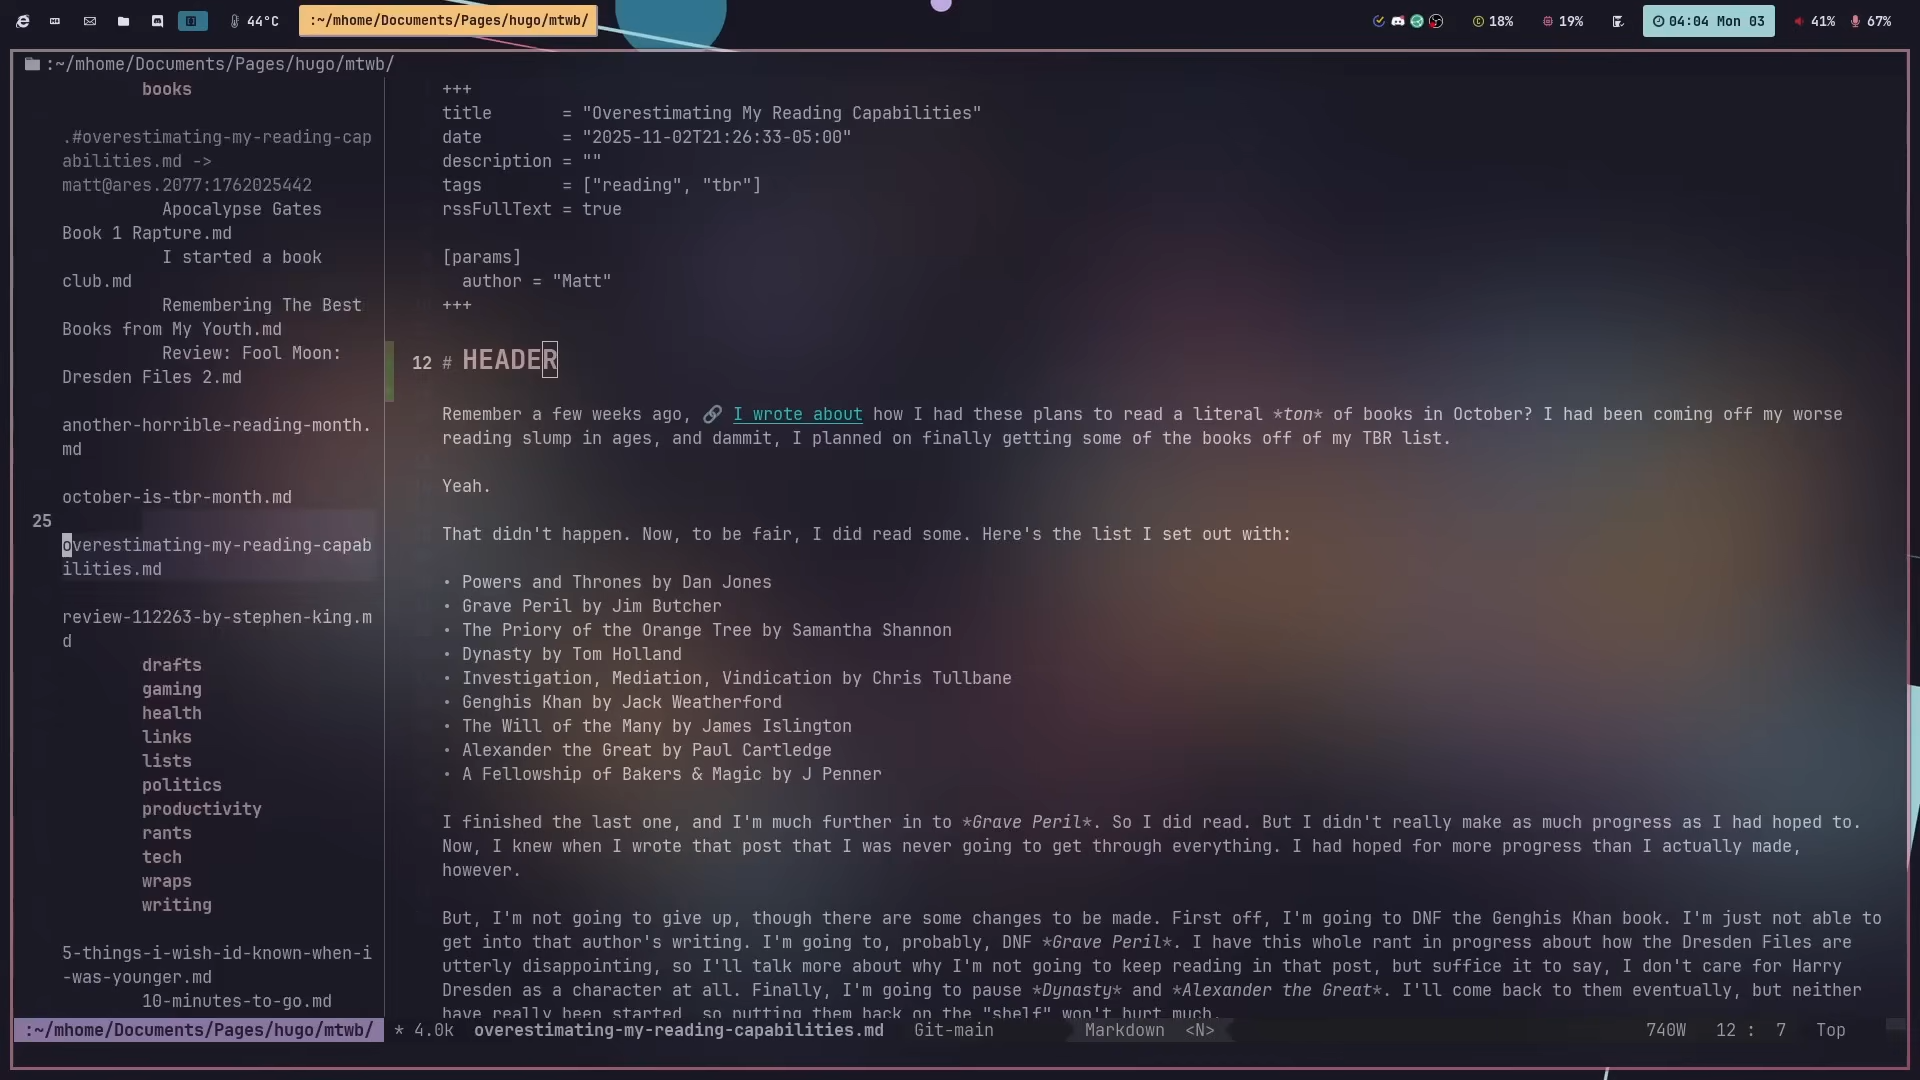 44°C
:~/mhome/Documents/Pages/hugo/mtwb/
18%
19%
04:04 Mon 03
41%
67%
:~/mhome/Documents/Pages/hugo/mtwb/
books
.#overestimating-my-reading-cap
abilities.md ->
matt@ares.2077:1762025442
Apocalypse Gates
Book 1 Rapture.md
I started a book
club.md
Remembering The Best
Books from My Youth.md
Review: Fool Moon:
Dresden Files 2.md
another-horrible-reading-month.
md
october-is-tbr-month.md
25
overestimating-my-reading-capab
ilities.md
review-112263-by-stephen-king.m
d
drafts
gaming
health
links
lists
politics
productivity
rants
tech
wraps
writing
5-things-i-wish-id-known-when-i
-was-younger.md
10-minutes-to-go.md
:~/mhome/Documents/Pages/hugo/mtwb/
+++
title       = "Overestimating My Reading Capabilities"
date        = "2025-11-02T21:26:33-05:00"
description = ""
tags        = ["reading", "tbr"]
rssFullText = true
[params]
  author = "Matt"
+++
12 # HEADER
Remember a few weeks ago, 🔗 I wrote about how I had these plans to read a literal *ton* of books in October? I had been coming off my worse
reading slump in ages, and dammit, I planned on finally getting some of the books off of my TBR list.
Yeah.
That didn't happen. Now, to be fair, I did read some. Here's the list I set out with:
• Powers and Thrones by Dan Jones
• Grave Peril by Jim Butcher
• The Priory of the Orange Tree by Samantha Shannon
• Dynasty by Tom Holland
• Investigation, Mediation, Vindication by Chris Tullbane
• Genghis Khan by Jack Weatherford
• The Will of the Many by James Islington
• Alexander the Great by Paul Cartledge
• A Fellowship of Bakers & Magic by J Penner
I finished the last one, and I'm much further in to *Grave Peril*. So I did read. But I didn't really make as much progress as I had hoped to.
Now, I knew when I wrote that post that I was never going to get through everything. I had hoped for more progress than I actually made,
however.
But, I'm not going to give up, though there are some changes to be made. First off, I'm going to DNF the Genghis Khan book. I'm just not able to
get into that author's writing. I'm going to, probably, DNF *Grave Peril*. I have this whole rant in progress about how the Dresden Files are
utterly disappointing, so I'll talk more about why I'm not going to keep reading in that post, but suffice it to say, I don't care for Harry
Dresden as a character at all. Finally, I'm going to pause *Dynasty* and *Alexander the Great*. I'll come back to them eventually, but neither
have really been started, so putting them back on the "shelf" won't hurt much.
* 4.0k  overestimating-my-reading-capabilities.md   Git-main   Markdown  <N>   740W   12 :  7   Top